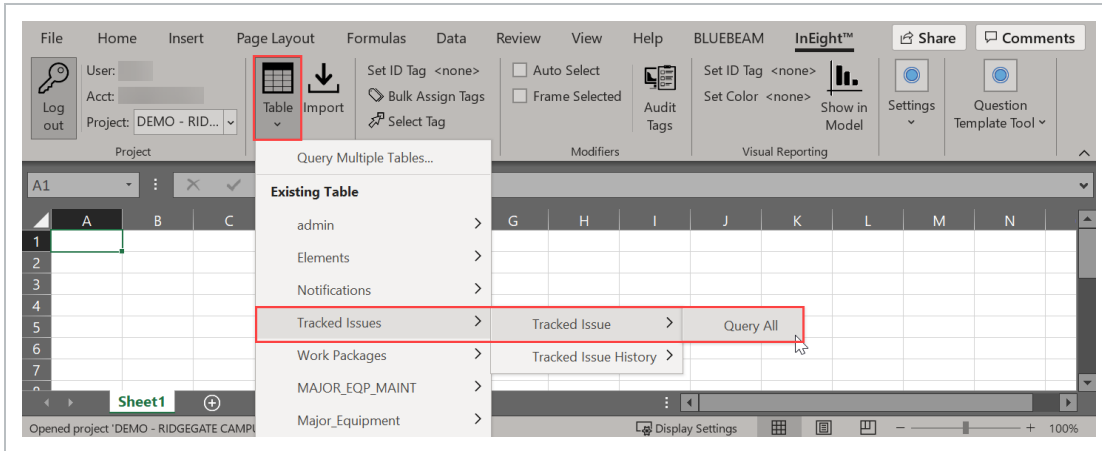 File Home Insert Page Layout Formulas Data Review View Help BLUEBEAM InEight™ Share Comments
User:
Acct:
Project: DEMO - RID...
Log out
Project
Table
Import
Set ID Tag <none>
Bulk Assign Tags
Select Tag
Auto Select
Frame Selected
Modifiers
Audit Tags
Set ID Tag <none>
Set Color <none>
Show in Model
Visual Reporting
Settings
Question Template Tool
Query Multiple Tables...
A1
Existing Table
A B C G H I J K L M N
1
2
3
4
5
6
7
admin
Elements
Notifications
Tracked Issues
Work Packages
MAJOR_EQP_MAINT
Major_Equipment
Tracked Issue
Tracked Issue History
Query All
Sheet1
Opened project 'DEMO - RIDGEGATE CAMP
Display Settings
100%